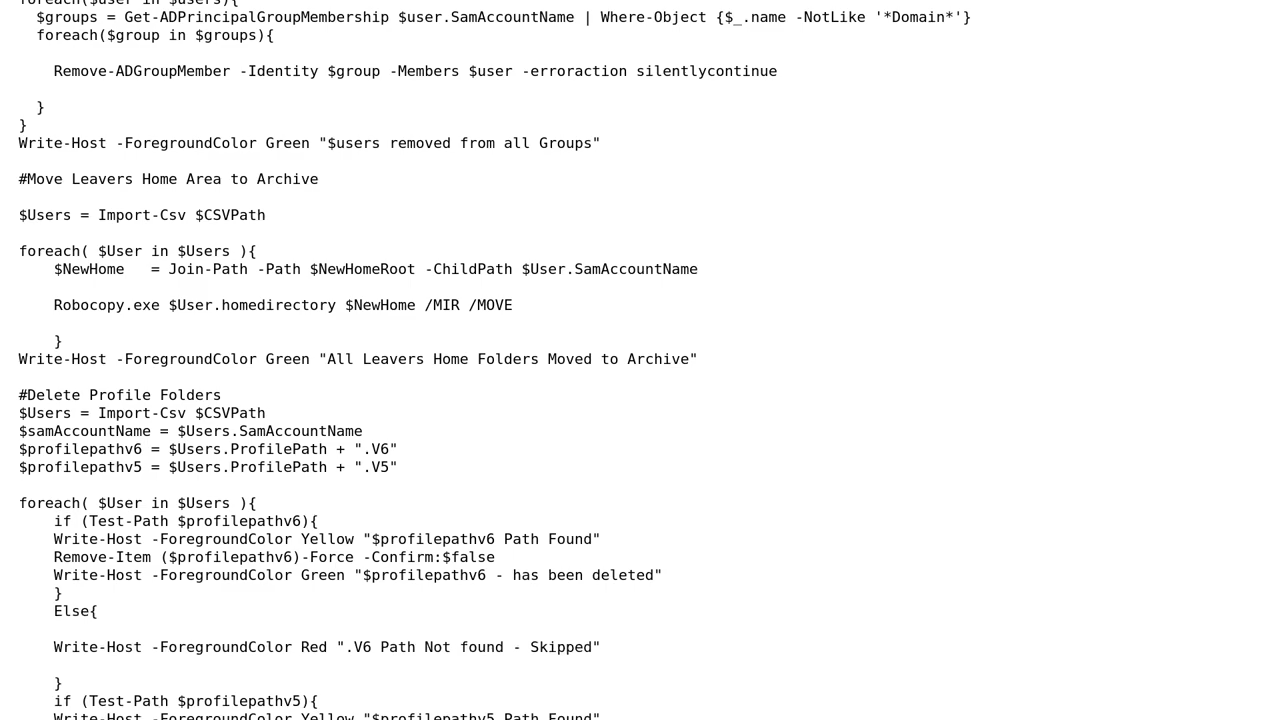 foreach($user in $users){
$groups = Get-ADPrincipalGroupMembership $user.SamAccountName | Where-Object {$_.name -NotLike '*Domain*'}
foreach($group in $groups){
Remove-ADGroupMember -Identity $group -Members $user -erroraction silentlycontinue
}
}
Write-Host -ForegroundColor Green "$users removed from all Groups"
#Move Leavers Home Area to Archive
$Users = Import-Csv $CSVPath
foreach( $User in $Users ){
$NewHome   = Join-Path -Path $NewHomeRoot -ChildPath $User.SamAccountName
Robocopy.exe $User.homedirectory $NewHome /MIR /MOVE
}
Write-Host -ForegroundColor Green "All Leavers Home Folders Moved to Archive"
#Delete Profile Folders
$Users = Import-Csv $CSVPath
$samAccountName = $Users.SamAccountName
$profilepathv6 = $Users.ProfilePath + ".V6"
$profilepathv5 = $Users.ProfilePath + ".V5"
foreach( $User in $Users ){
if (Test-Path $profilepathv6){
Write-Host -ForegroundColor Yellow "$profilepathv6 Path Found"
Remove-Item ($profilepathv6)-Force -Confirm:$false
Write-Host -ForegroundColor Green "$profilepathv6 - has been deleted"
}
Else{
Write-Host -ForegroundColor Red ".V6 Path Not found - Skipped"
}
if (Test-Path $profilepathv5){
Write-Host -ForegroundColor Yellow "$profilepathv5 Path Found"